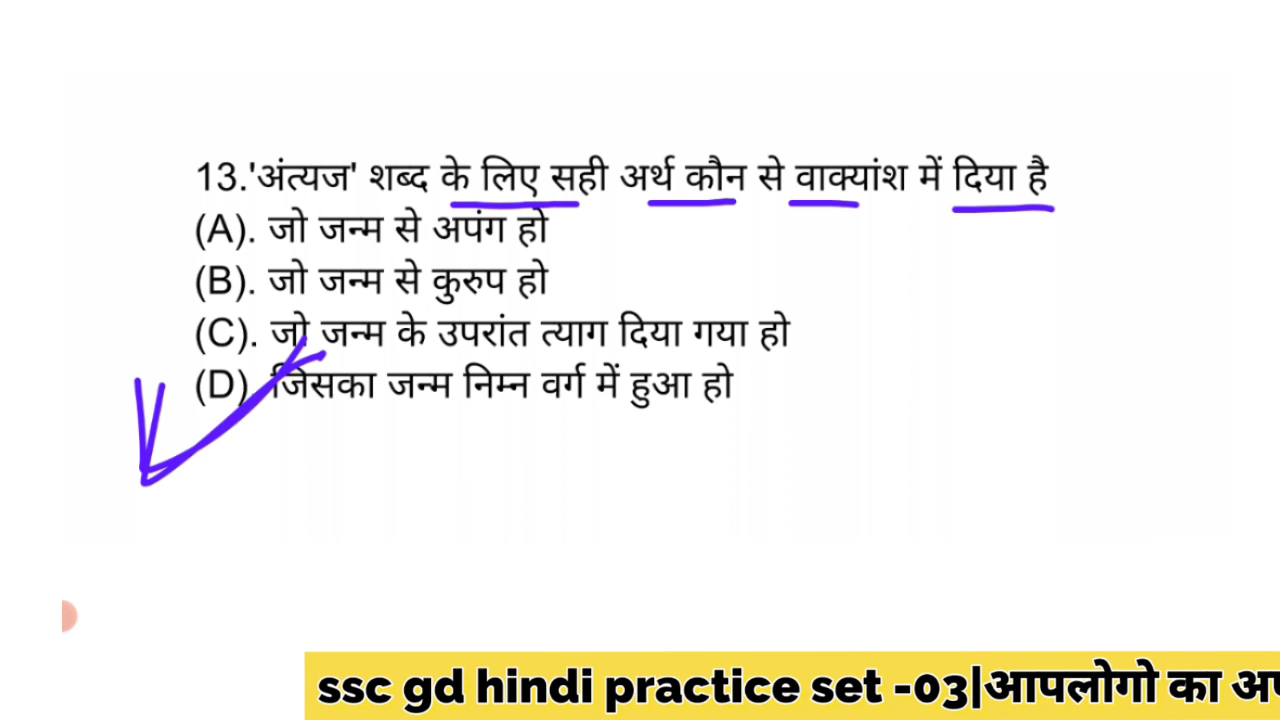 13.'अंत्यज' शब्द के लिए सही अर्थ कौन से वाक्यांश में दिया है
(A). जो जन्म से अपंग हो
(B). जो जन्म से कुरुप हो
(C). जो जन्म के उपरांत त्याग दिया गया हो
(D). जिसका जन्म निम्न वर्ग में हुआ हो
ssc gd hindi practice set -03|आपलोगो का